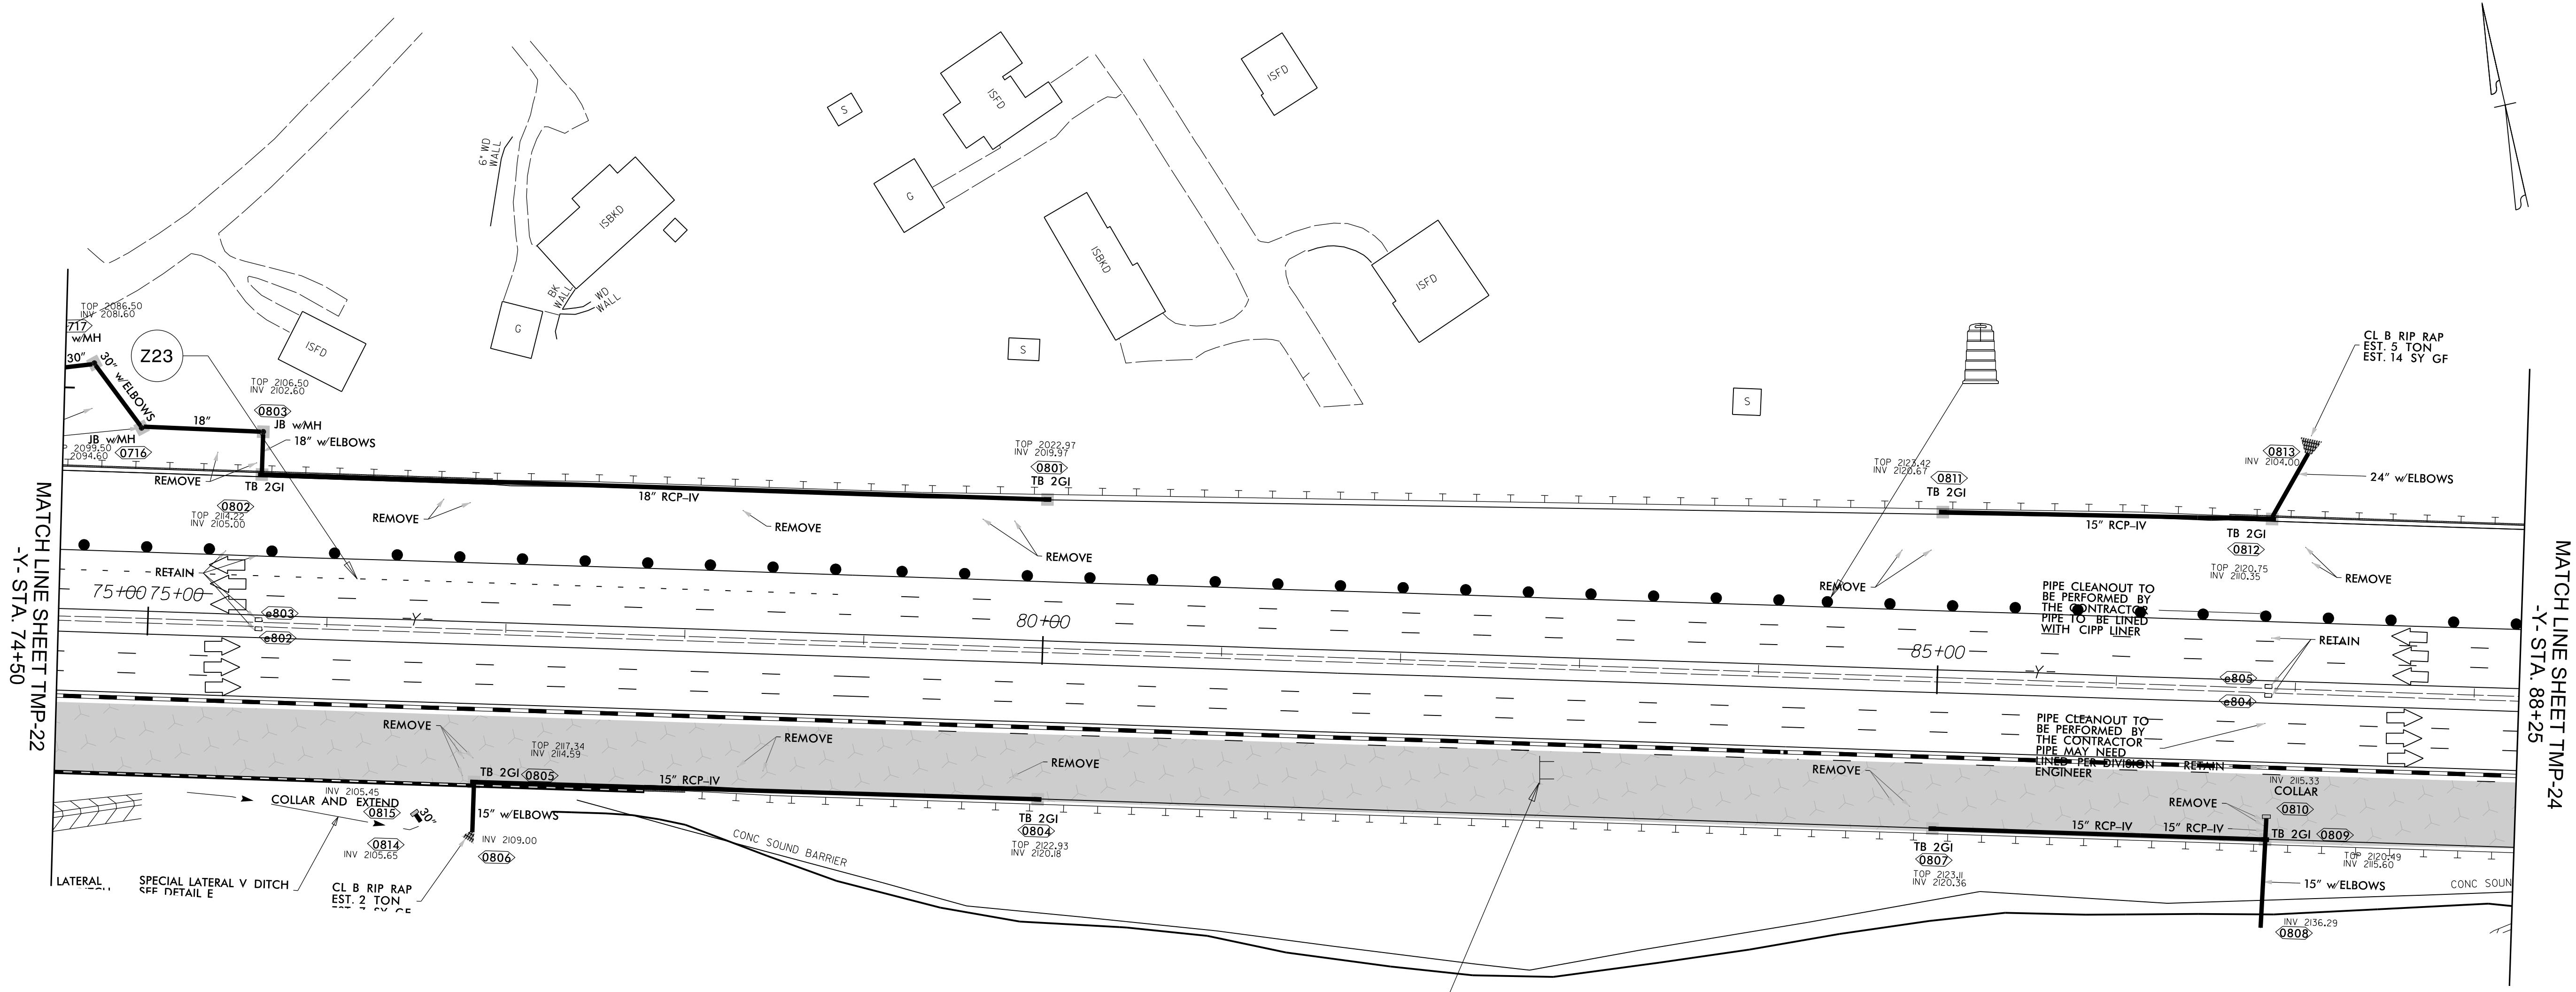 ISFD
S
ISFD
6" WD
WALL
ISBKD
G
ISBKD
ISFD
BK
WALL
WD
WALL
G
ISFD
S
S
TOP 2086.50
INV 2081.60
717
w/MH
30"
30" w/ELBOWS
Z23
TOP 2106.50
INV 2102.60
0803
JB w/MH
18"
18" w/ELBOWS
JB w/MH
2099.50
2094.60
0716
REMOVE
TB 2GI
0802
TOP 2114.22
INV 2105.00
REMOVE
18" RCP-IV
REMOVE
TOP 2022.97
INV 2019.97
0801
TB 2GI
REMOVE
TOP 2123.42
INV 2120.67
0811
TB 2GI
15" RCP-IV
CL B RIP RAP
EST. 5 TON
EST. 14 SY GF
0813
INV 2104.00
24" w/ELBOWS
TB 2GI
0812
TOP 2120.75
INV 2110.35
REMOVE
REMOVE
MATCH LINE SHEET TMP-22
-Y- STA. 74+50
RETAIN
75+00 75+00
e803
e802
-Y-
80+00
85+00
-Y-
PIPE CLEANOUT TO
BE PERFORMED BY
THE CONTRACTOR
PIPE TO BE LINED
WITH CIPP LINER
RETAIN
e805
e804
MATCH LINE SHEET TMP-24
-Y- STA. 88+25
PIPE CLEANOUT TO
BE PERFORMED BY
THE CONTRACTOR
PIPE MAY NEED
LINED PER DIVISION
ENGINEER
RETAIN
REMOVE
TOP 2117.34
INV 2114.59
REMOVE
TB 2GI 0805
15" RCP-IV
REMOVE
REMOVE
INV 2115.33
COLLAR
0810
REMOVE
INV 2105.45
COLLAR AND EXTEND
0815
30"
0814
INV 2105.65
15" w/ELBOWS
INV 2109.00
0806
CONC SOUND BARRIER
TB 2GI
0804
TOP 2122.93
INV 2120.18
TB 2GI
0807
TOP 2123.11
INV 2120.36
15" RCP-IV
15" RCP-IV
TB 2GI 0809
TOP 2120.49
INV 2115.60
15" w/ELBOWS
CONC SOUN
INV 2136.29
0808
LATERAL
SPECIAL LATERAL V DITCH
SEE DETAIL E
CL B RIP RAP
EST. 2 TON
EST. 7 SY GF